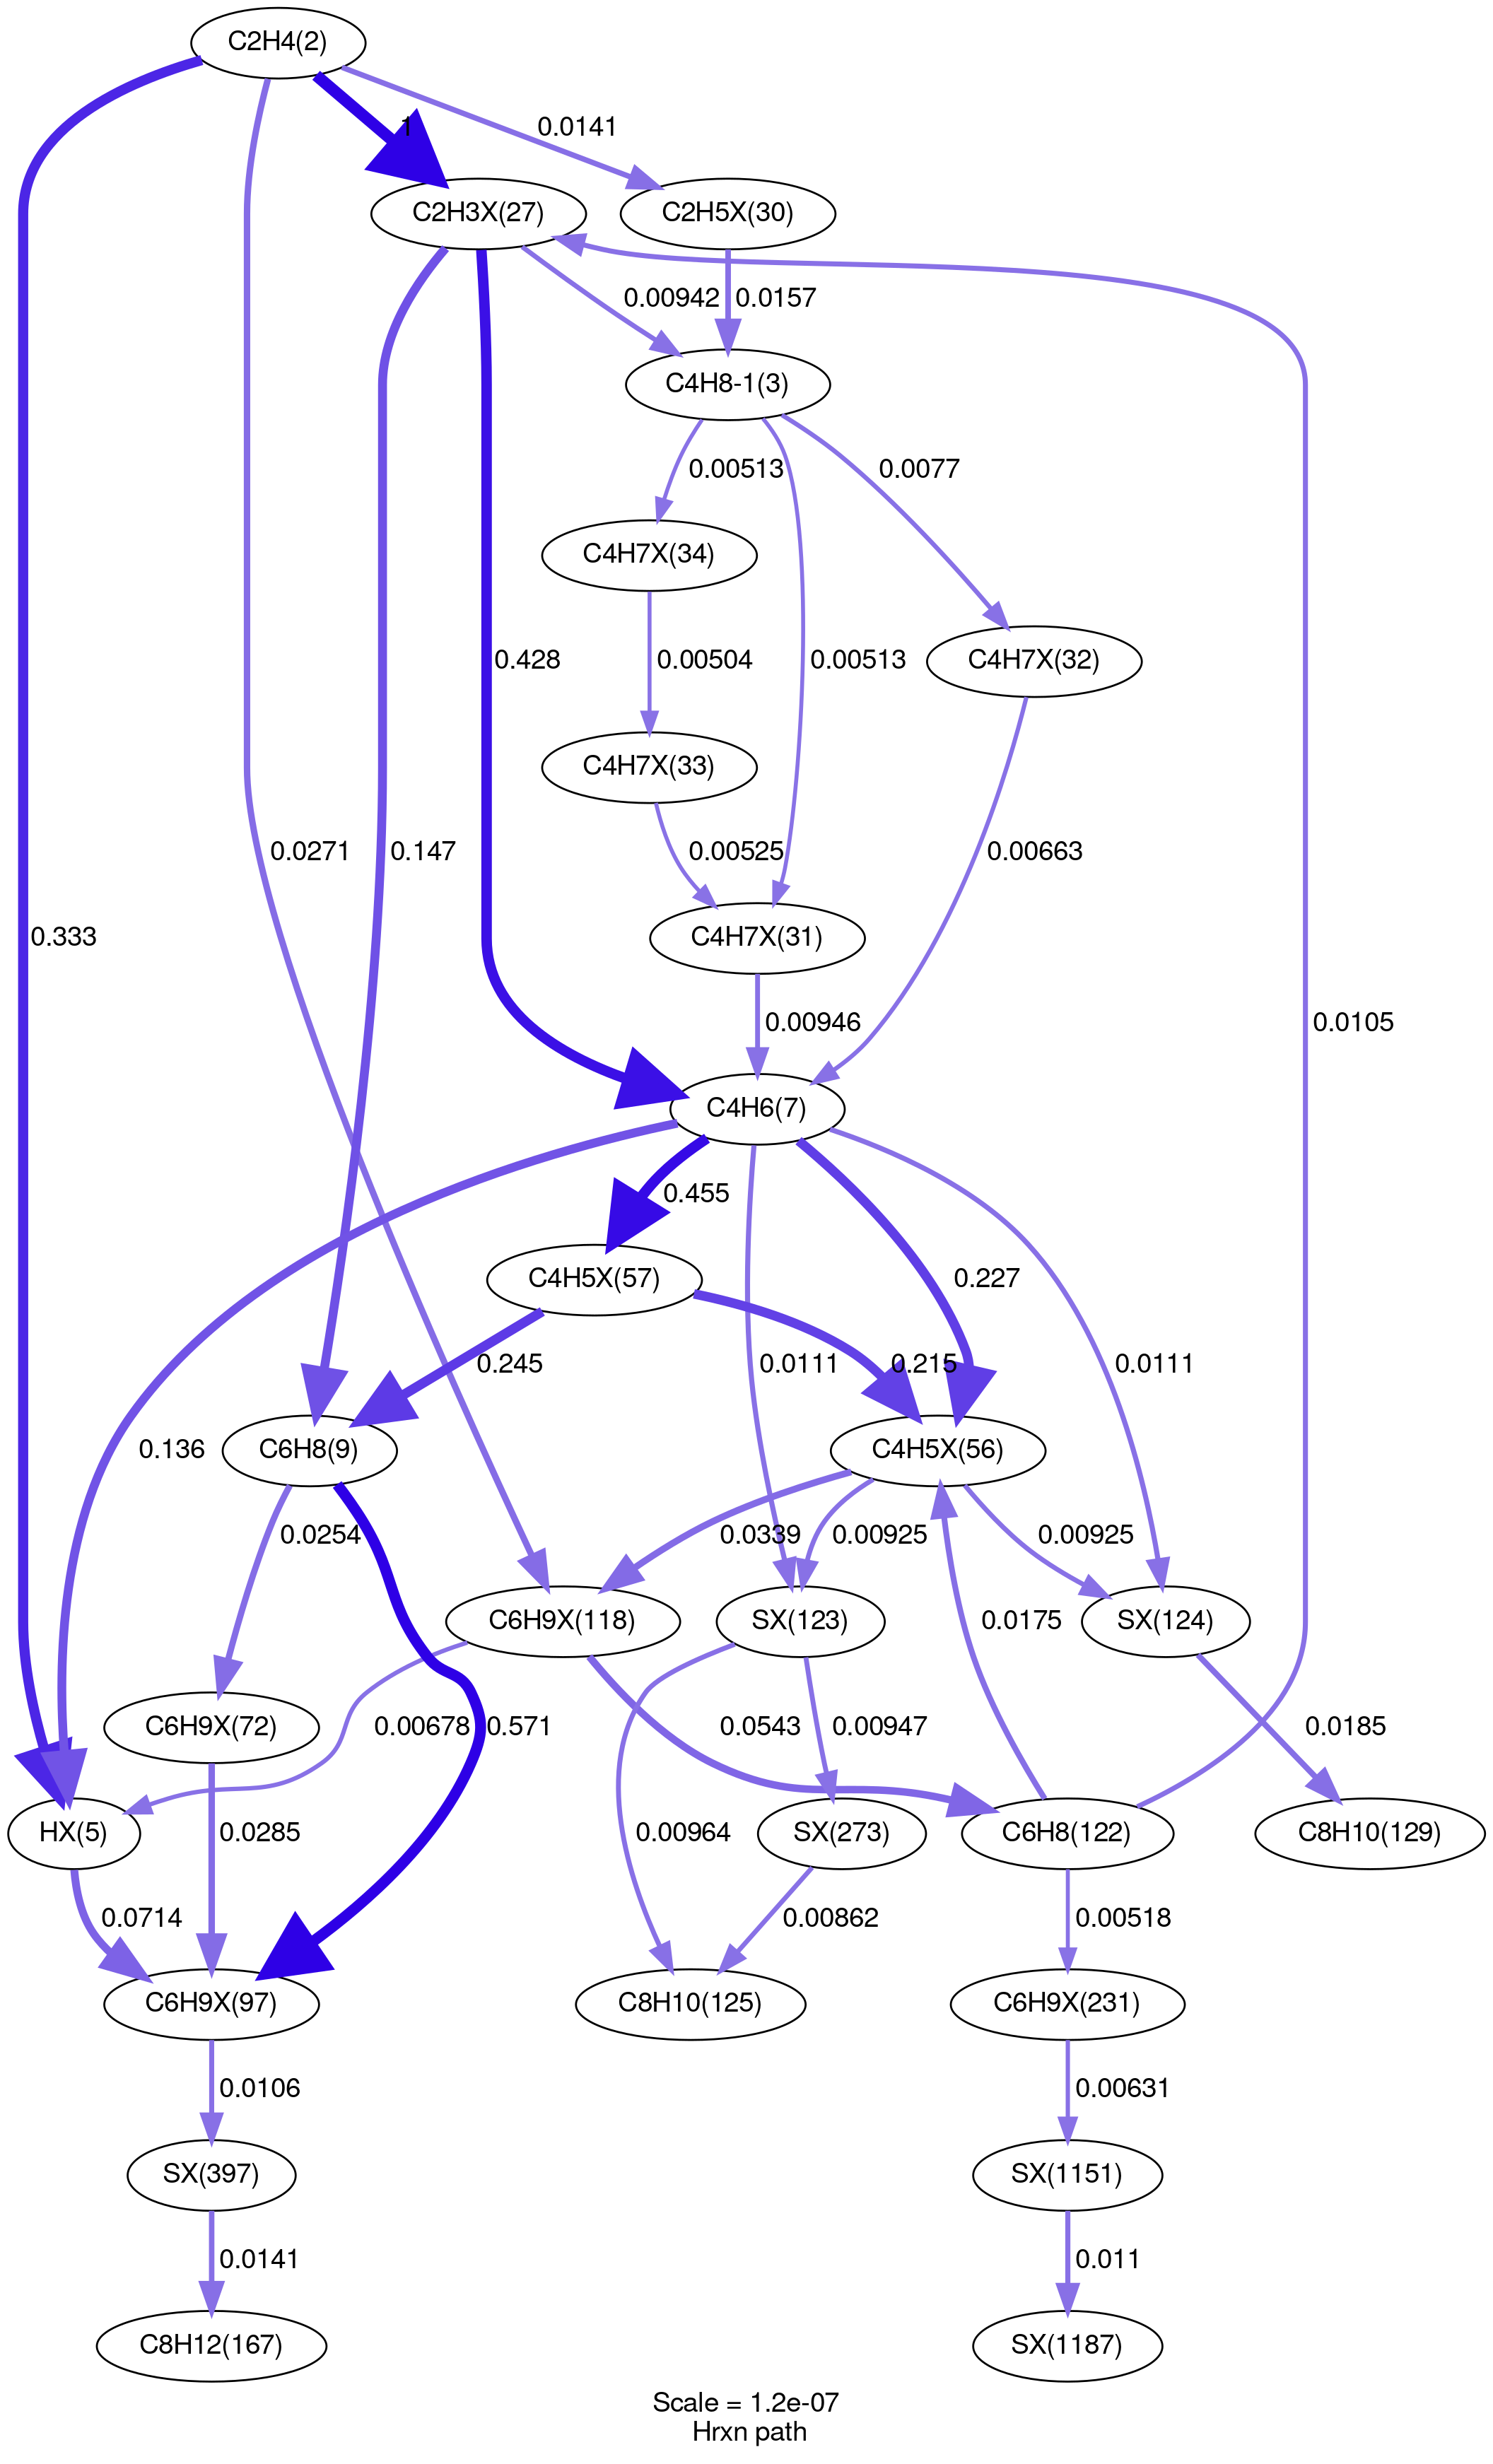 C2H4(2)
1
0.0141
C2H3X(27)
C2H5X(30)
0.00942
0.0157
C4H8-1(3)
0.00513
0.0077
C4H7X(34)
0.428
0.00504
0.00513
C4H7X(32)
C4H7X(33)
0.0271
0.147
0.00525
0.00663
0.333
C4H7X(31)
0.00946
0.0105
C4H6(7)
0.455
C4H5X(57)
0.227
0.245
0.0111
0.215
0.0111
0.136
C6H8(9)
C4H5X(56)
0.0254
0.0339
0.00925
0.00925
C6H9X(118)
SX(123)
SX(124)
0.0175
C6H9X(72)
0.571
0.00678
0.0543
0.00947
0.0185
HX(5)
0.0285
0.00964
SX(273)
C6H8(122)
C8H10(129)
0.0714
0.00862
0.00518
C6H9X(97)
C8H10(125)
C6H9X(231)
0.0106
0.00631
SX(397)
SX(1151)
0.0141
0.011
C8H12(167)
SX(1187)
Scale = 1.2e-07
Hrxn path